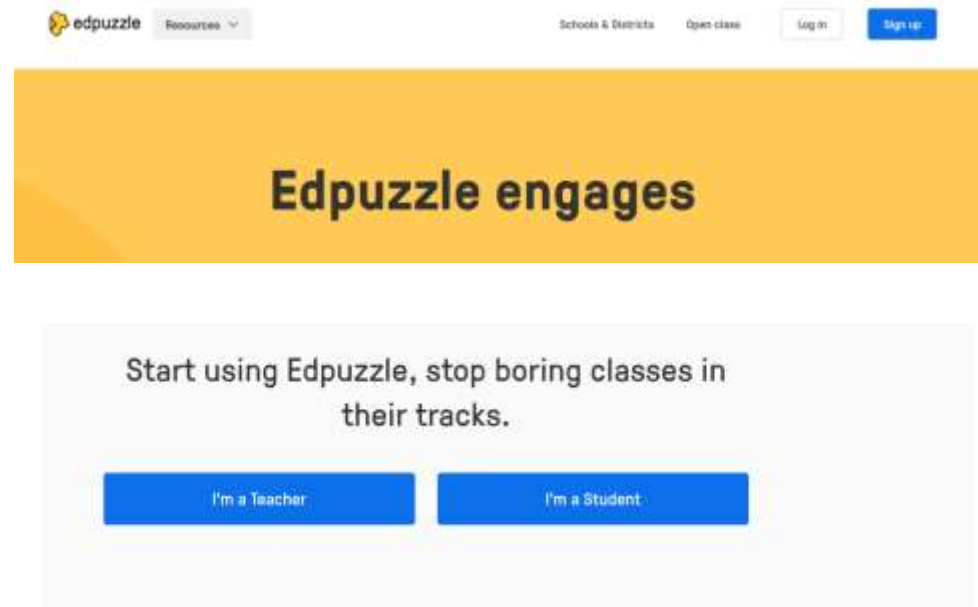 edpuzzle Resources Schools & Districts Open class Log in Sign up
Edpuzzle engages
Start using Edpuzzle, stop boring classes in
their tracks.
I'm a Teacher I'm a Student